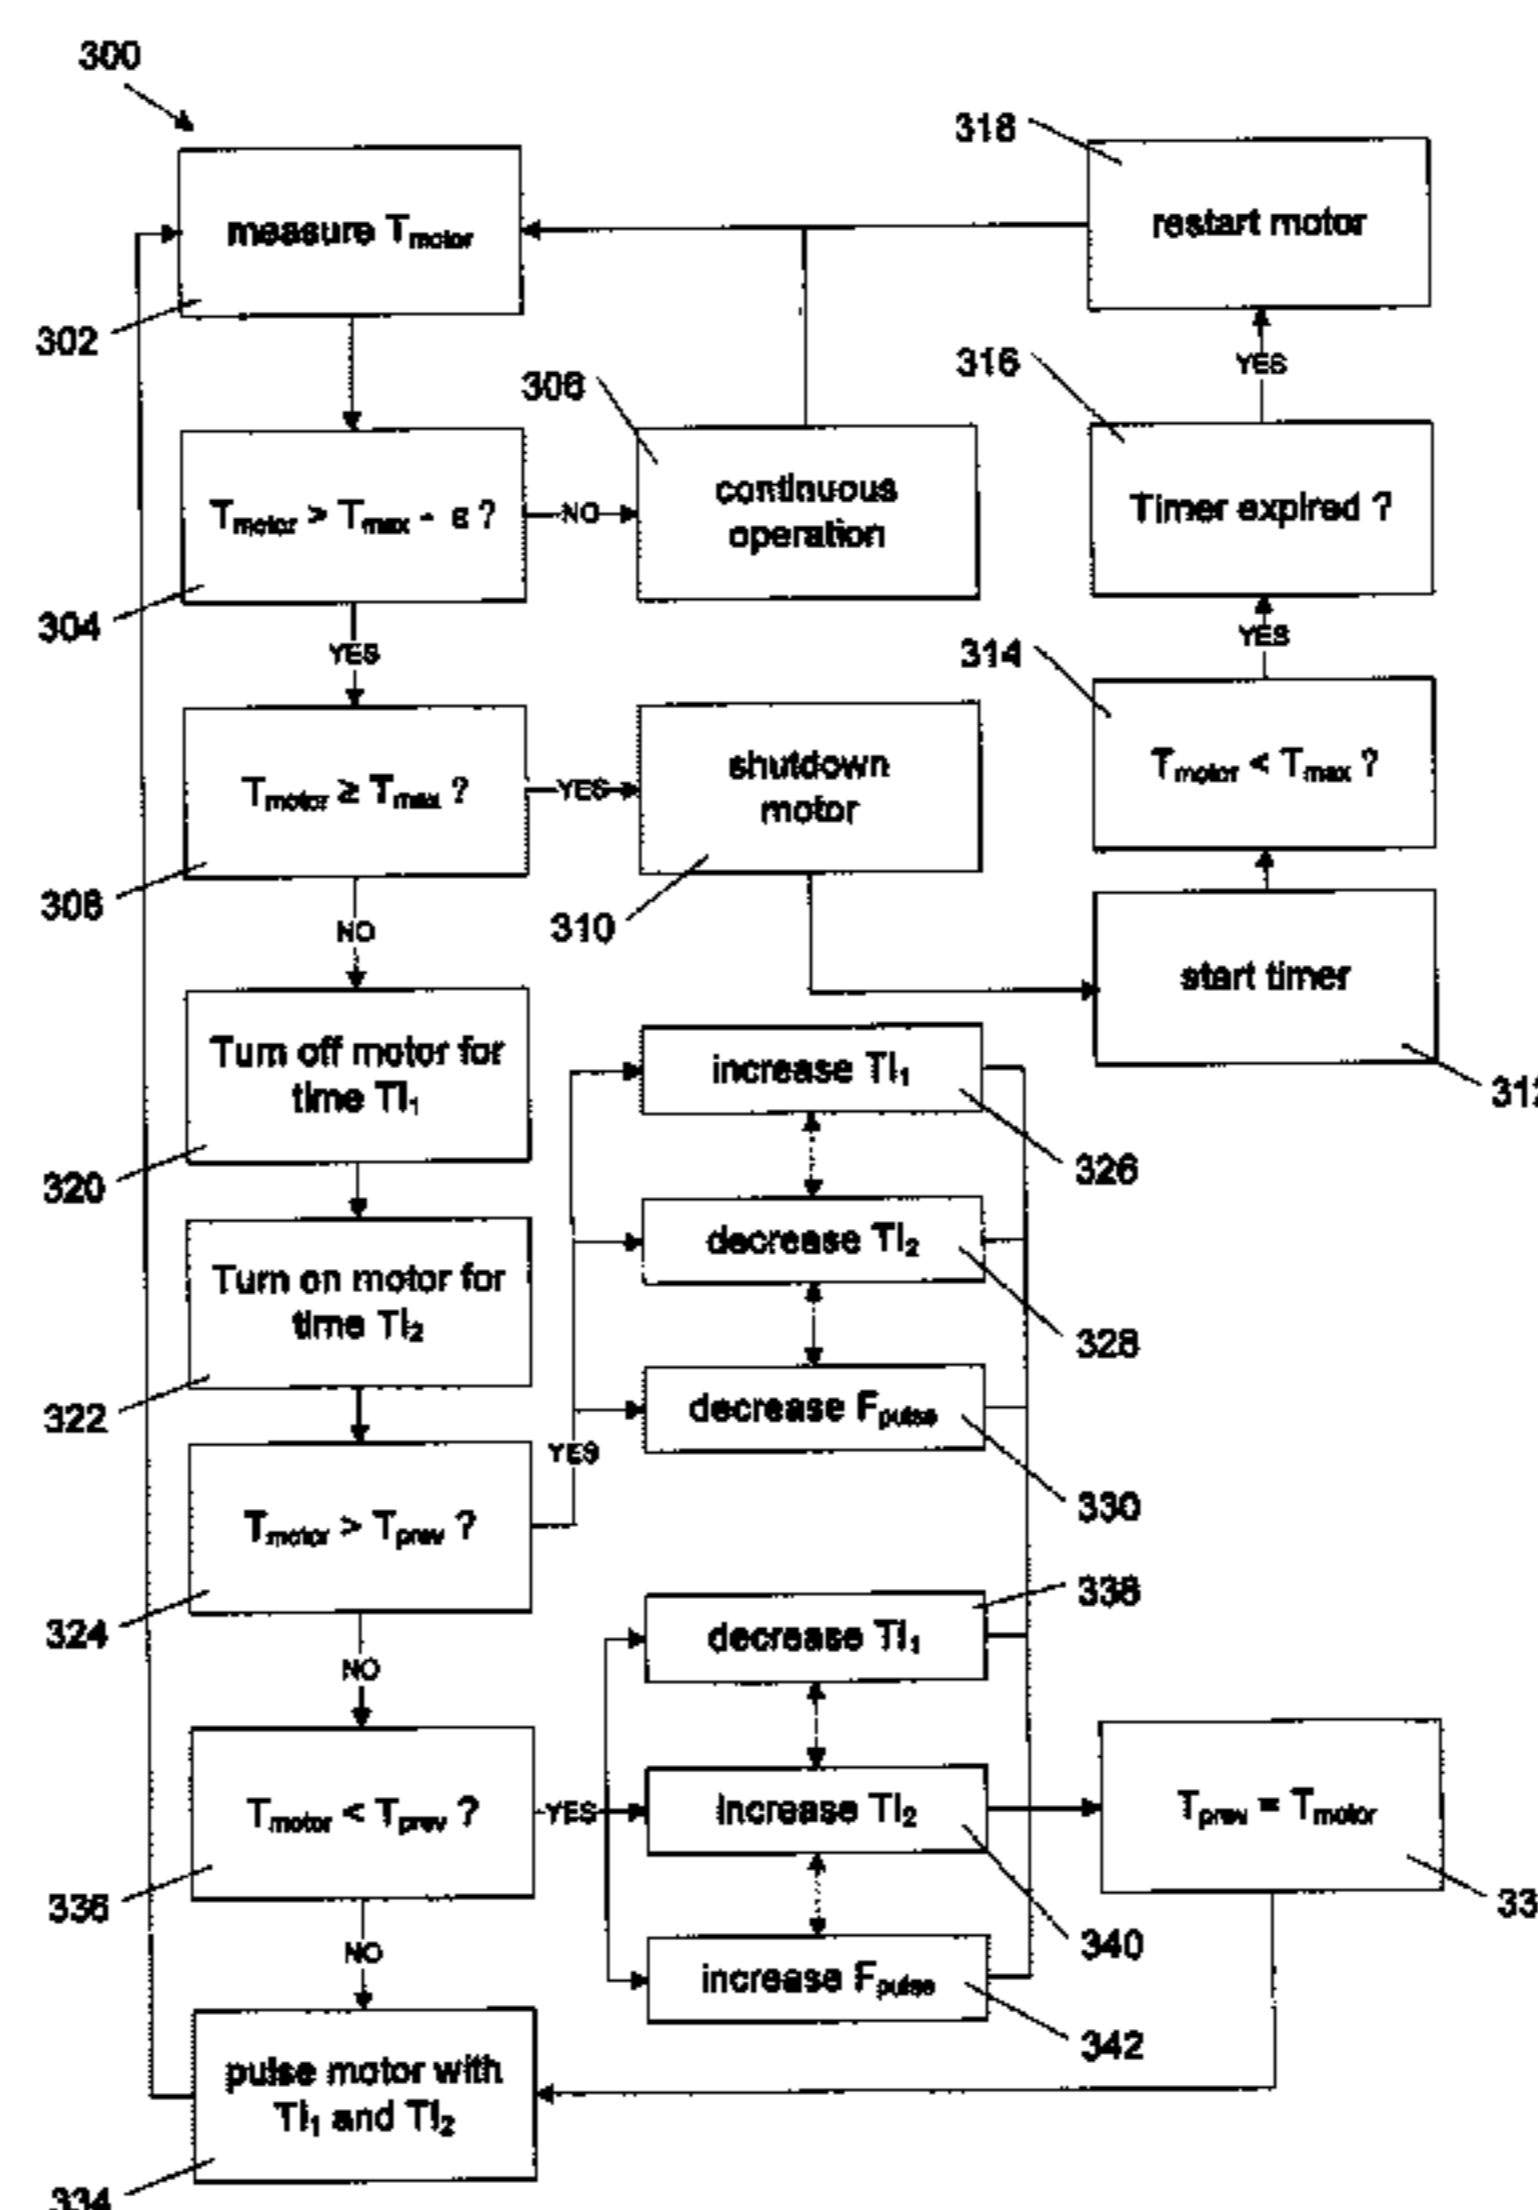 300
318
measure Tmotor
restart motor
302
306
316
YES
continuous
operation
Tmotor > Tmax - ε ?
NO
Timer expired ?
304
314
YES
YES
shutdown
motor
Tmotor ≥ Tmax ?
YES
Tmotor < Tmax ?
308
310
NO
start timer
Turn off motor for
time TI1
increase TI1
312
320
326
decrease TI2
Turn on motor for
time TI2
328
322
decrease Fpulse
YES
330
Tmotor > Tprev ?
324
338
decrease TI1
NO
Tmotor < Tprev ?
YES
increase TI2
Tprev = Tmotor
336
33
340
NO
increase Fpulse
342
pulse motor with
TI1 and TI2
334